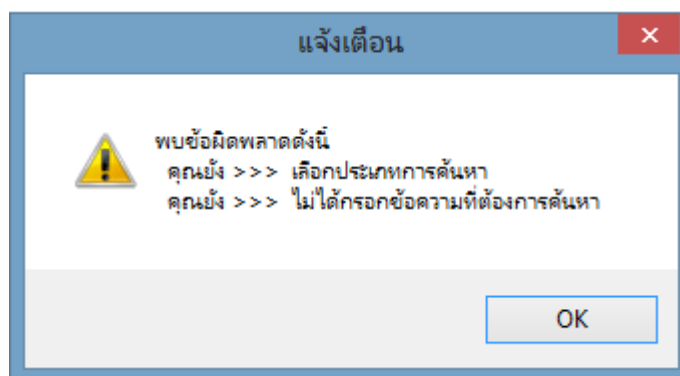 แจ้งเตือน
พบข้อผิดพลาดดังนี้
คุณยัง >>> เลือกประเภทการค้นหา
คุณยัง >>> ไม่ได้กรอกข้อความที่ต้องการค้นหา
OK